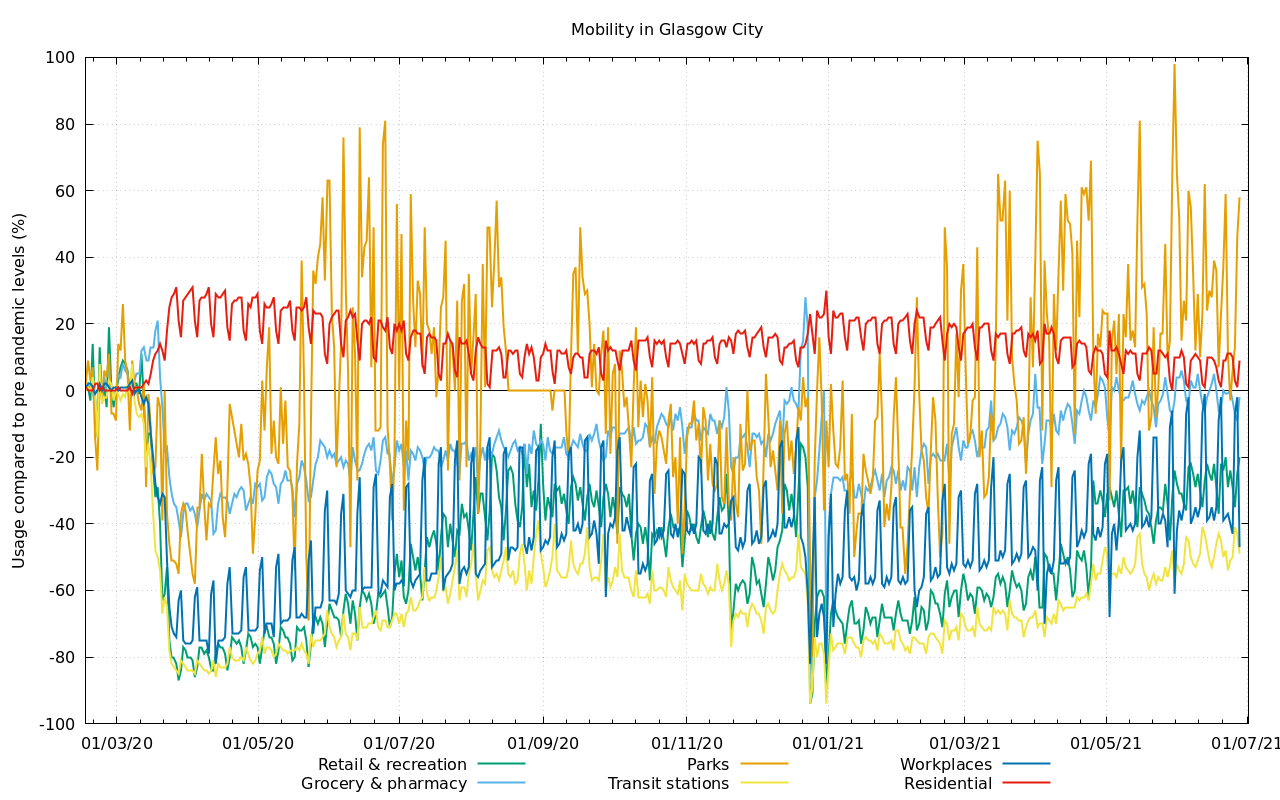 Mobility in Glasgow City
Usage compared to pre pandemic levels (%)
100
80
60
40
20
0
-20
-40
-60
-80
-100
01/03/20 01/05/20 01/07/20 01/09/20 01/11/20 01/01/21 01/03/21 01/05/21 01/07/21
Retail & recreation Parks Workplaces
Grocery & pharmacy Transit stations Residential